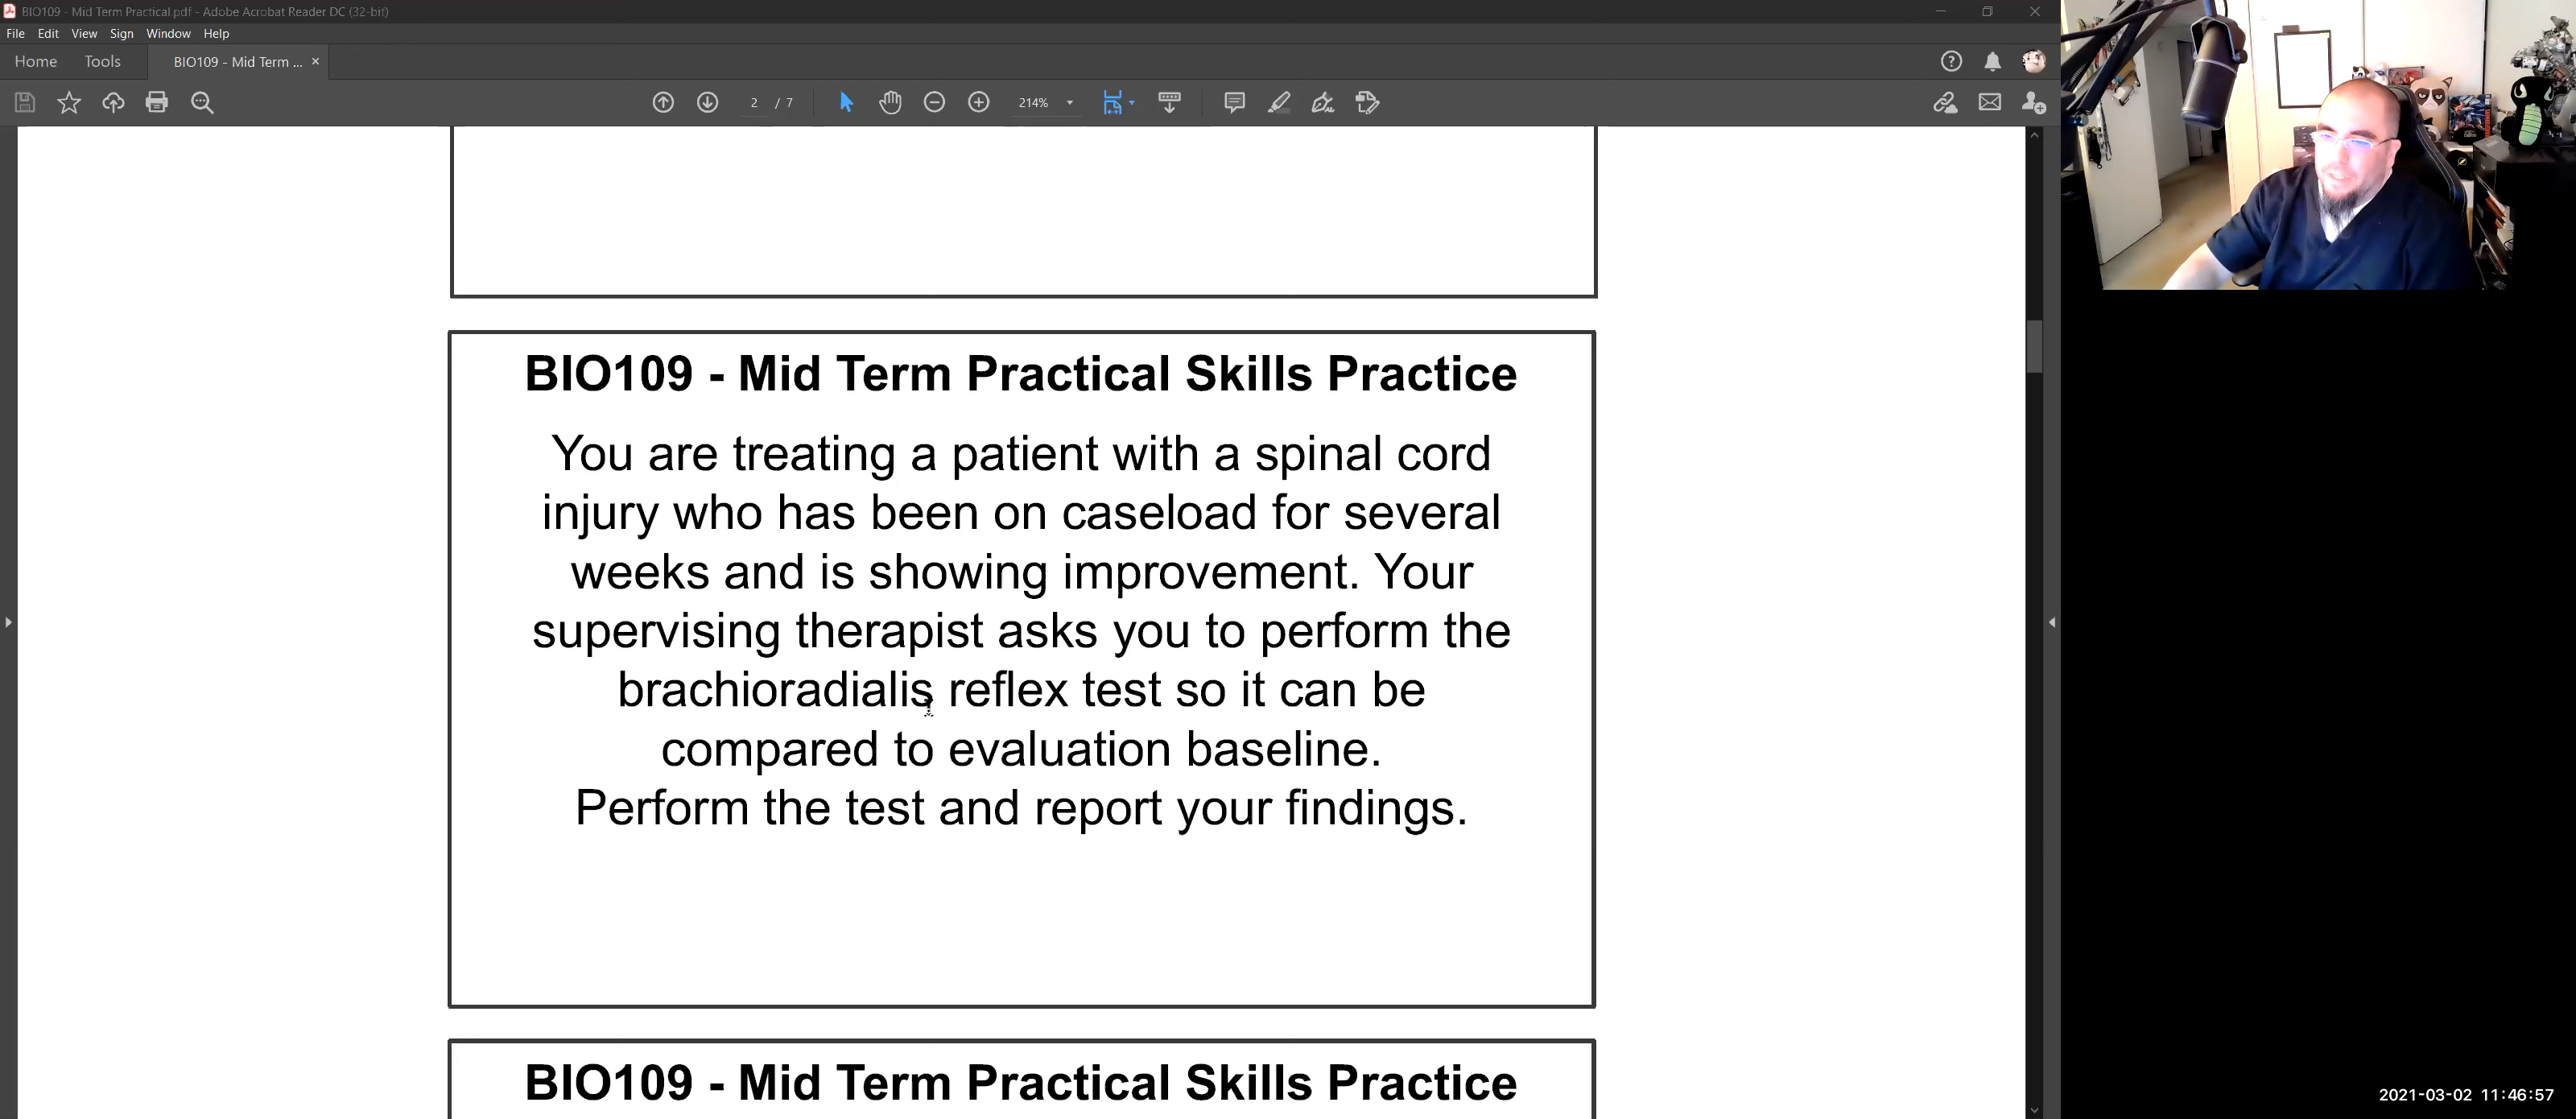 BIO109 - Mid Term Practical.pdf - Adobe Acrobat Reader DC (32-bit)
File Edit View Sign Window Help
Home Tools BIO109 - Mid Term ... ×
2 / 7 214%
BIO109 - Mid Term Practical Skills Practice
You are treating a patient with a spinal cord
injury who has been on caseload for several
weeks and is showing improvement. Your
supervising therapist asks you to perform the
brachioradialis reflex test so it can be
compared to evaluation baseline.
Perform the test and report your findings.
BIO109 - Mid Term Practical Skills Practice
2021-03-02 11:46:57